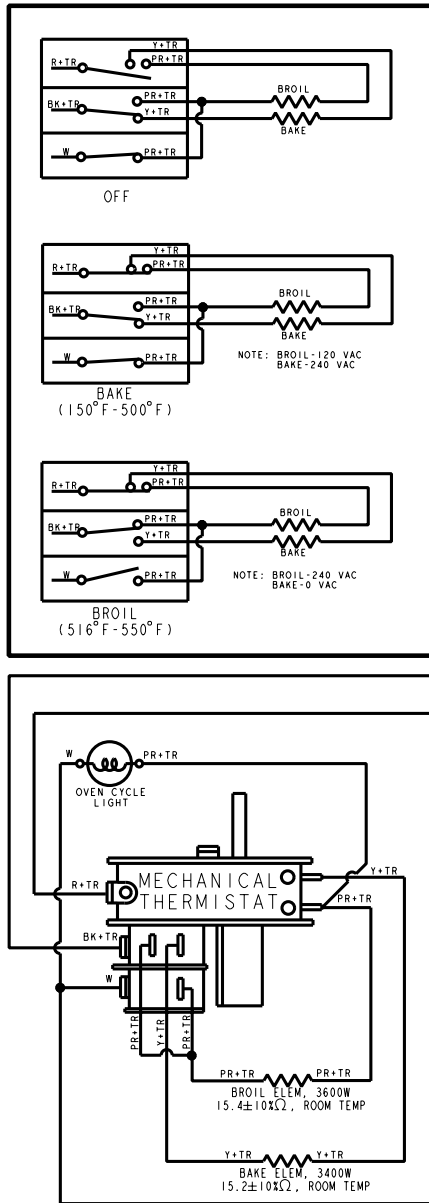 Y+TR
R+TR
PR+TR
BK+TR
PR+TR
Y+TR
BROIL
BAKE
W
PR+TR
OFF
Y+TR
R+TR
PR+TR
BK+TR
PR+TR
Y+TR
BROIL
BAKE
W
PR+TR
NOTE: BROIL-120 VAC
BAKE-240 VAC
BAKE
(150°F-500°F)
Y+TR
R+TR
PR+TR
BK+TR
PR+TR
Y+TR
BROIL
BAKE
W
PR+TR
NOTE: BROIL-240 VAC
BAKE-0 VAC
BROIL
(516°F-550°F)
W
PR+TR
OVEN CYCLE
LIGHT
R+TR
MECHANICAL
THERMISTAT
Y+TR
PR+TR
BK+TR
W
PR+TR
Y+TR
PR+TR
PR+TR
PR+TR
BROIL ELEM, 3600W
15.4±10%Ω, ROOM TEMP
Y+TR
Y+TR
BAKE ELEM, 3400W
15.2±10%Ω, ROOM TEMP